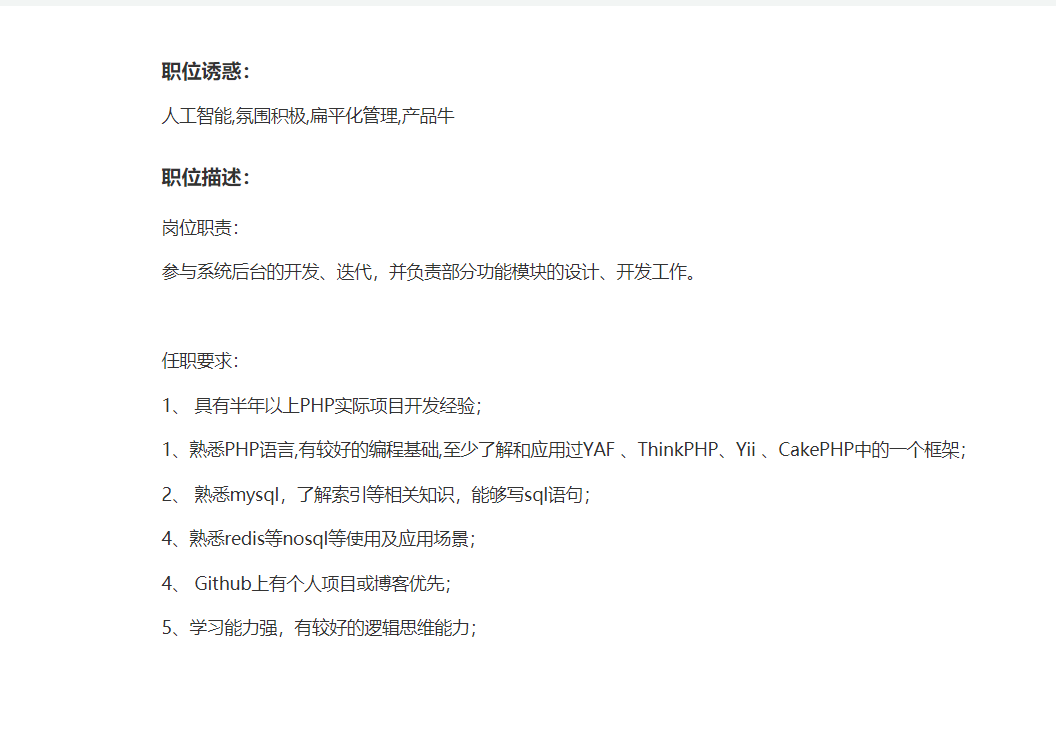 职位诱惑：
人工智能,氛围积极,扁平化管理,产品牛
职位描述：
岗位职责：
参与系统后台的开发、迭代，并负责部分功能模块的设计、开发工作。
任职要求：
1、 具有半年以上PHP实际项目开发经验；
1、熟悉PHP语言,有较好的编程基础,至少了解和应用过YAF 、ThinkPHP、Yii 、CakePHP中的一个框架；
2、 熟悉mysql，了解索引等相关知识，能够写sql语句；
4、熟悉redis等nosql等使用及应用场景；
4、 Github上有个人项目或博客优先；
5、学习能力强，有较好的逻辑思维能力；